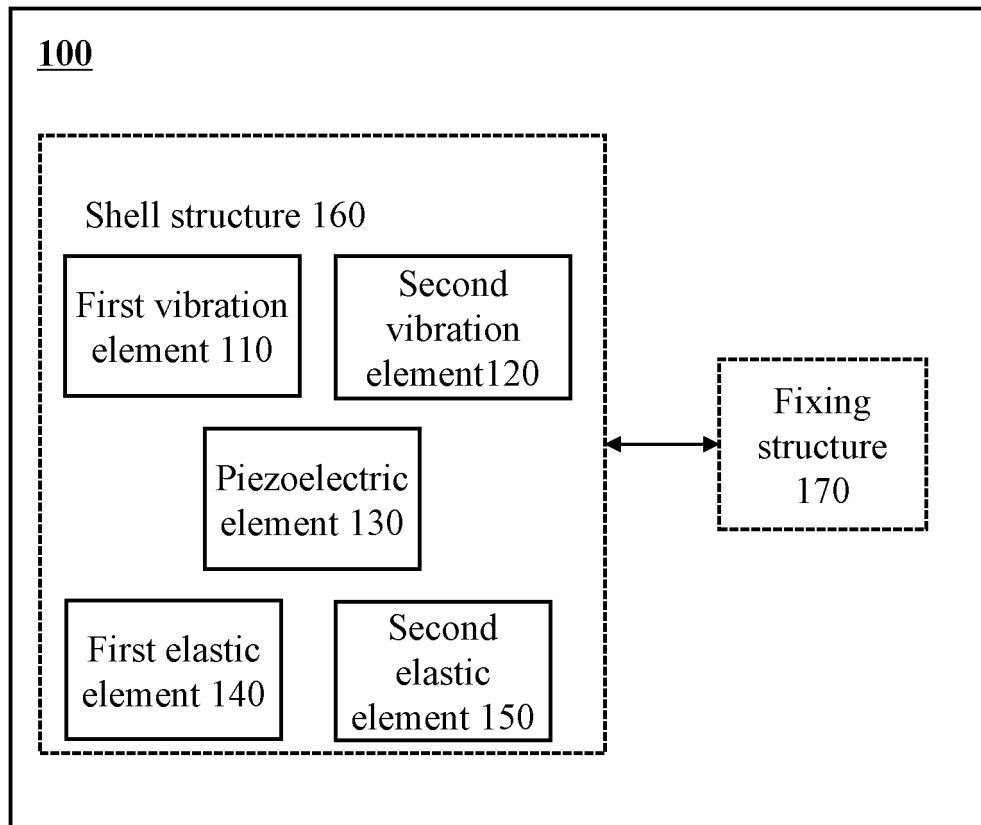 100
Shell structure 160
First vibration
element 110
Second
vibration
element120
Piezoelectric
element 130
First elastic
element 140
Second
elastic
element 150
Fixing
structure
170